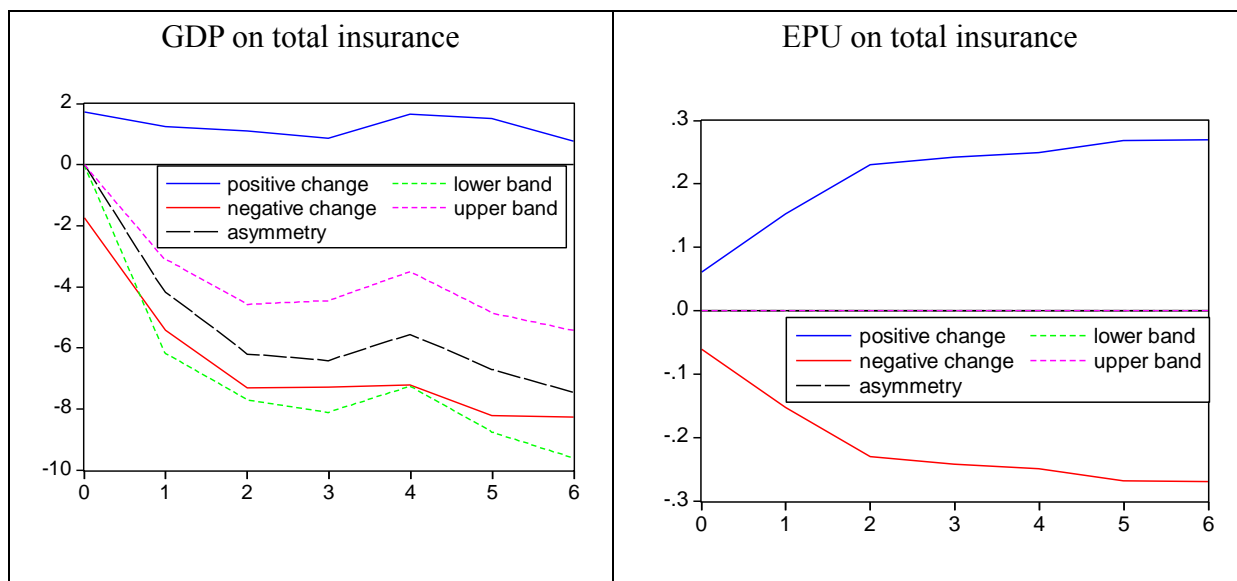 GDP on total insurance
2
0
-2
-4
-6
-8
-10
positive change lower band
negative change upper band
asymmetry
0 1 2 3 4 5 6
EPU on total insurance
.3
.2
.1
.0
-.1
-.2
-.3
positive change lower band
negative change upper band
asymmetry
0 1 2 3 4 5 6